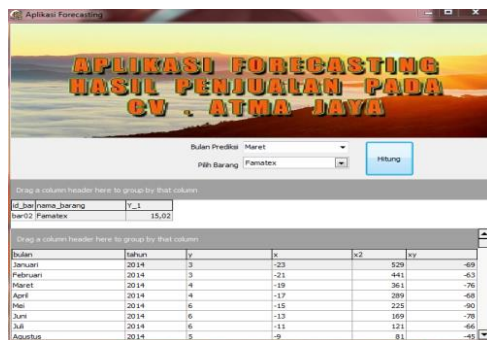 Aplikasi Forecasting
APLIKASI FORECASTING
HASIL PENJUALAN PADA
CV . ATMA JAYA
Bulan Prediksi Maret
Pilih Barang Famatex
Hitung
Drag a column header here to group by that column
id_bar nama_barang Y_1
bar02 Famatex 15,02
Drag a column header here to group by that column
bulan tahun y x x2 xy
Januari 2014 3 -23 529 -69
Februari 2014 3 -21 441 -63
Maret 2014 4 -19 361 -76
April 2014 4 -17 289 -68
Mei 2014 6 -15 225 -90
Juni 2014 6 -13 169 -78
Juli 2014 6 -11 121 -66
Agustus 2014 5 -9 81 -45